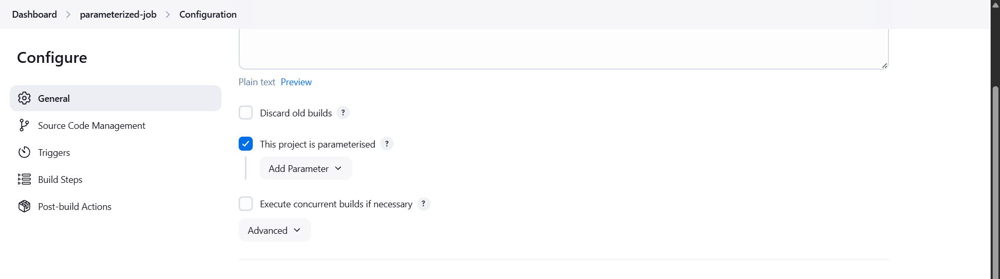 Dashboard > parameterized-job > Configuration
Configure
General
Source Code Management
Triggers
Build Steps
Post-build Actions
Plain text Preview
Discard old builds ?
This project is parameterised ?
Add Parameter
Execute concurrent builds if necessary ?
Advanced